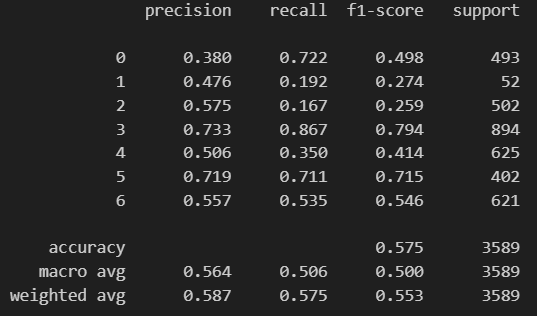 precision recall f1-score support
0 0.380 0.722 0.498 493
1 0.476 0.192 0.274 52
2 0.575 0.167 0.259 502
3 0.733 0.867 0.794 894
4 0.506 0.350 0.414 625
5 0.719 0.711 0.715 402
6 0.557 0.535 0.546 621
accuracy 0.575 3589
macro avg 0.564 0.506 0.500 3589
weighted avg 0.587 0.575 0.553 3589